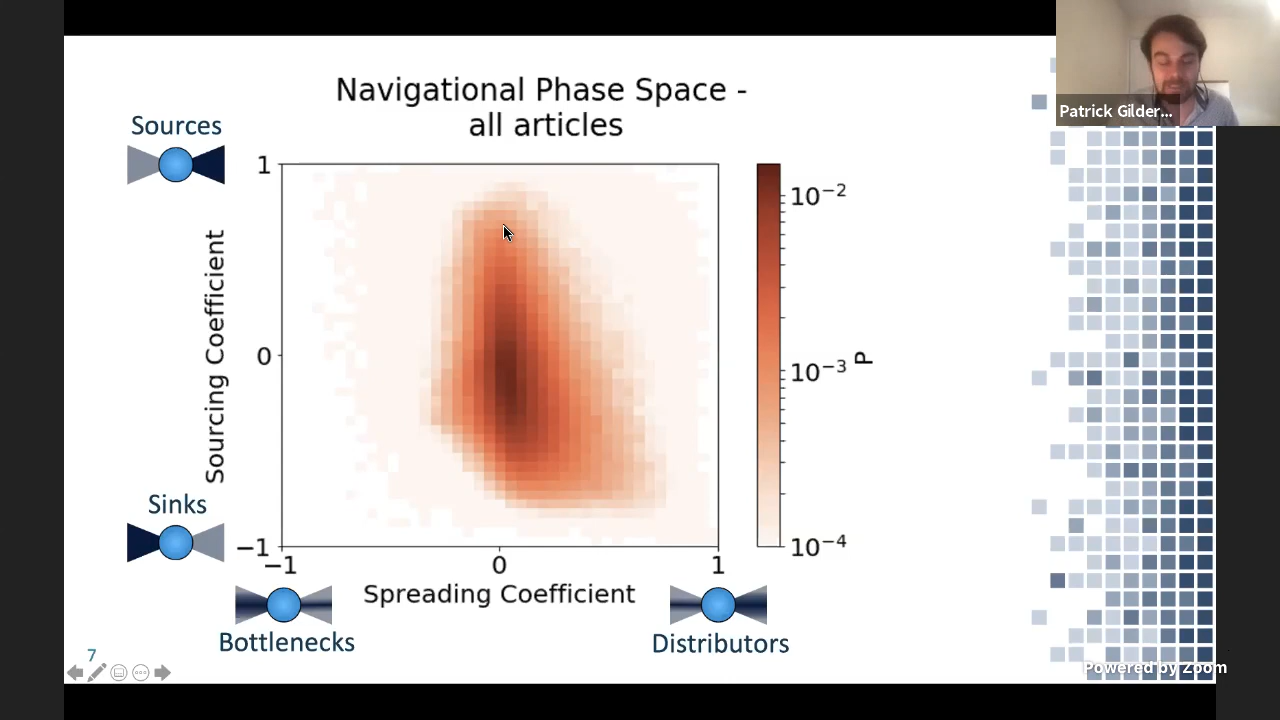 Navigational Phase Space -
all articles
Patrick Gilder...
Sources
1
0
−1
Sourcing Coefficient
Sinks
−1
0
1
Spreading Coefficient
Bottlenecks
Distributors
10−2
10−3
10−4
P
7
Powered by Zoom